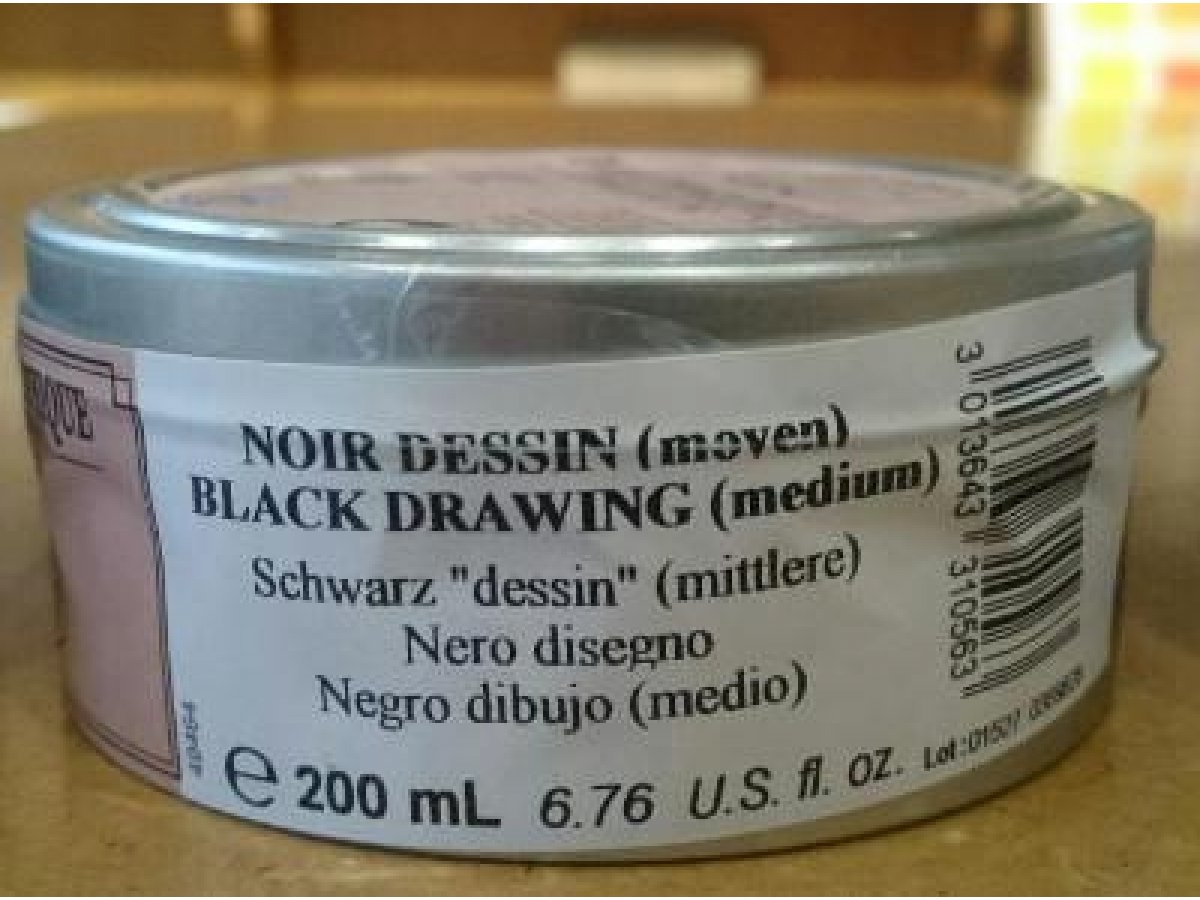 NOIR DESSIN (moyen)
BLACK DRAWING (medium)
Schwarz "dessin" (mittlere)
Nero disegno
Negro dibujo (medio)
e 200 mL 6.76 U.S. fl. oz.
3 013643 310563